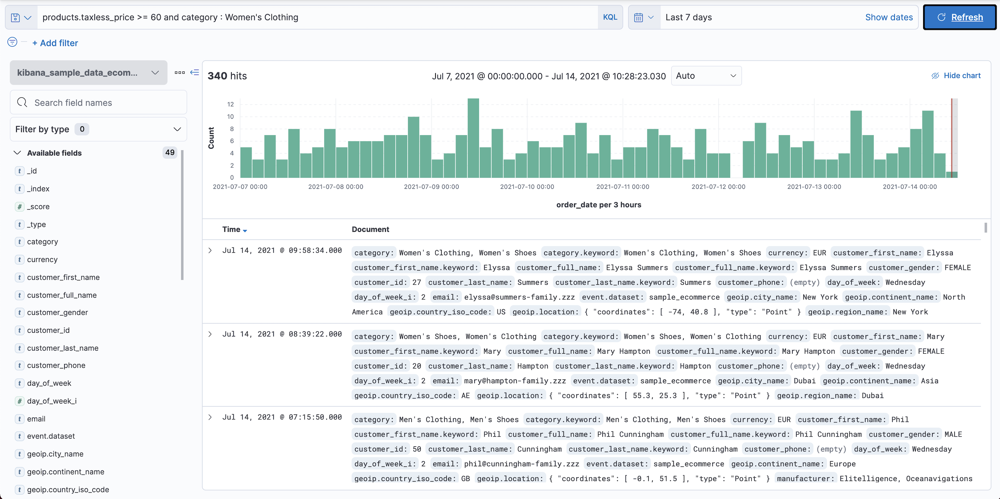 products.taxless_price >= 60 and category : Women's Clothing KQL Last 7 days Show dates Refresh
+ Add filter
kibana_sample_data_ecom...
Search field names
Filter by type 0
Available fields 49
t _id
t _index
# _score
t _type
t category
t currency
t customer_first_name
t customer_full_name
t customer_gender
t customer_id
t customer_last_name
t customer_phone
t day_of_week
# day_of_week_i
t email
t event.dataset
t geoip.city_name
t geoip.continent_name
t geoip.country_iso_code
340 hits Jul 7, 2021 @ 00:00:00.000 - Jul 14, 2021 @ 10:28:23.030 Auto Hide chart
Count
12
10
8
6
4
2
0
2021-07-07 00:00 2021-07-08 00:00 2021-07-09 00:00 2021-07-10 00:00 2021-07-11 00:00 2021-07-12 00:00 2021-07-13 00:00 2021-07-14 00:00
order_date per 3 hours
Time Document
Jul 14, 2021 @ 09:58:34.000 category: Women's Clothing, Women's Shoes category.keyword: Women's Clothing, Women's Shoes currency: EUR customer_first_name: Elyssa
customer_first_name.keyword: Elyssa customer_full_name: Elyssa Summers customer_full_name.keyword: Elyssa Summers customer_gender: FEMALE
customer_id: 27 customer_last_name: Summers customer_last_name.keyword: Summers customer_phone: (empty) day_of_week: Wednesday
day_of_week_i: 2 email: elyssa@summers-family.zzz event.dataset: sample_ecommerce geoip.city_name: New York geoip.continent_name: North
America geoip.country_iso_code: US geoip.location: { "coordinates": [ -74, 40.8 ], "type": "Point" } geoip.region_name: New York
Jul 14, 2021 @ 08:39:22.000 category: Women's Shoes, Women's Clothing category.keyword: Women's Shoes, Women's Clothing currency: EUR customer_first_name: Mary
customer_first_name.keyword: Mary customer_full_name: Mary Hampton customer_full_name.keyword: Mary Hampton customer_gender: FEMALE
customer_id: 20 customer_last_name: Hampton customer_last_name.keyword: Hampton customer_phone: (empty) day_of_week: Wednesday
day_of_week_i: 2 email: mary@hampton-family.zzz event.dataset: sample_ecommerce geoip.city_name: Dubai geoip.continent_name: Asia
geoip.country_iso_code: AE geoip.location: { "coordinates": [ 55.3, 25.3 ], "type": "Point" } geoip.region_name: Dubai
Jul 14, 2021 @ 07:15:50.000 category: Men's Clothing, Men's Shoes category.keyword: Men's Clothing, Men's Shoes currency: EUR customer_first_name: Phil
customer_first_name.keyword: Phil customer_full_name: Phil Cunningham customer_full_name.keyword: Phil Cunningham customer_gender: MALE
customer_id: 50 customer_last_name: Cunningham customer_last_name.keyword: Cunningham customer_phone: (empty) day_of_week: Wednesday
day_of_week_i: 2 email: phil@cunningham-family.zzz event.dataset: sample_ecommerce geoip.continent_name: Europe
geoip.country_iso_code: GB geoip.location: { "coordinates": [ -0.1, 51.5 ], "type": "Point" } manufacturer: Elitelligence, Oceanavigations